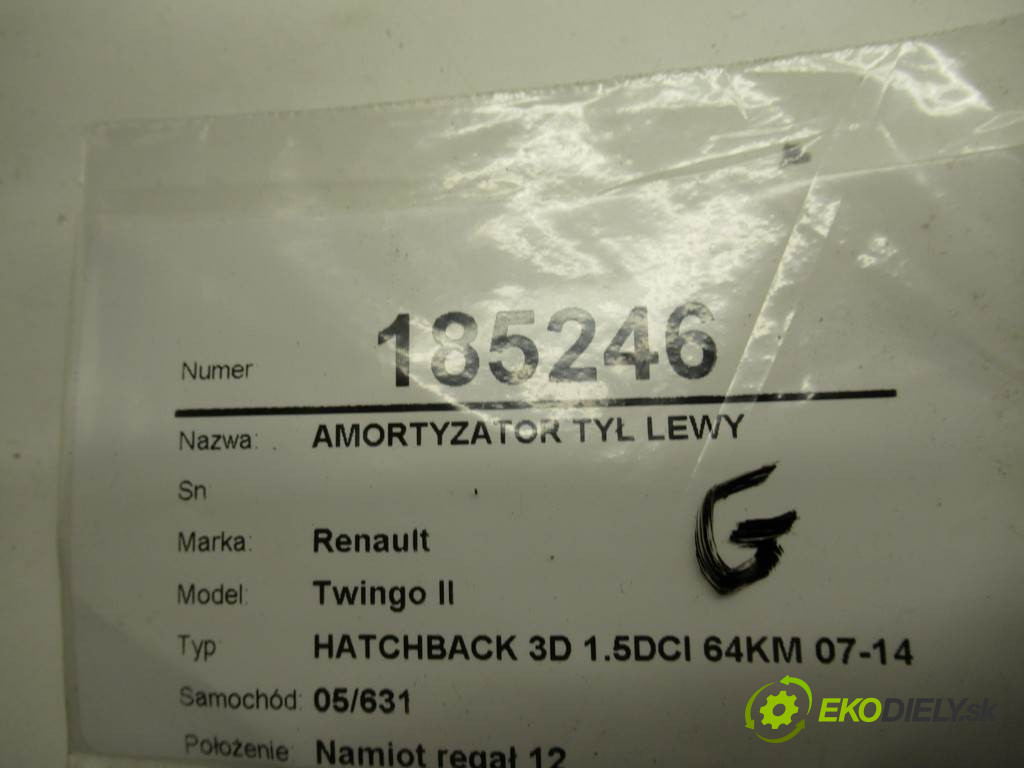 Numer 185246
Nazwa: AMORTYZATOR TYŁ LEWY
Sn
G
Marka: Renault
Model: Twingo II
Typ HATCHBACK 3D 1.5DCI 64KM 07-14
Samochód: 05/631
Położenie: Namiot regał 12
EKODIELY.sk